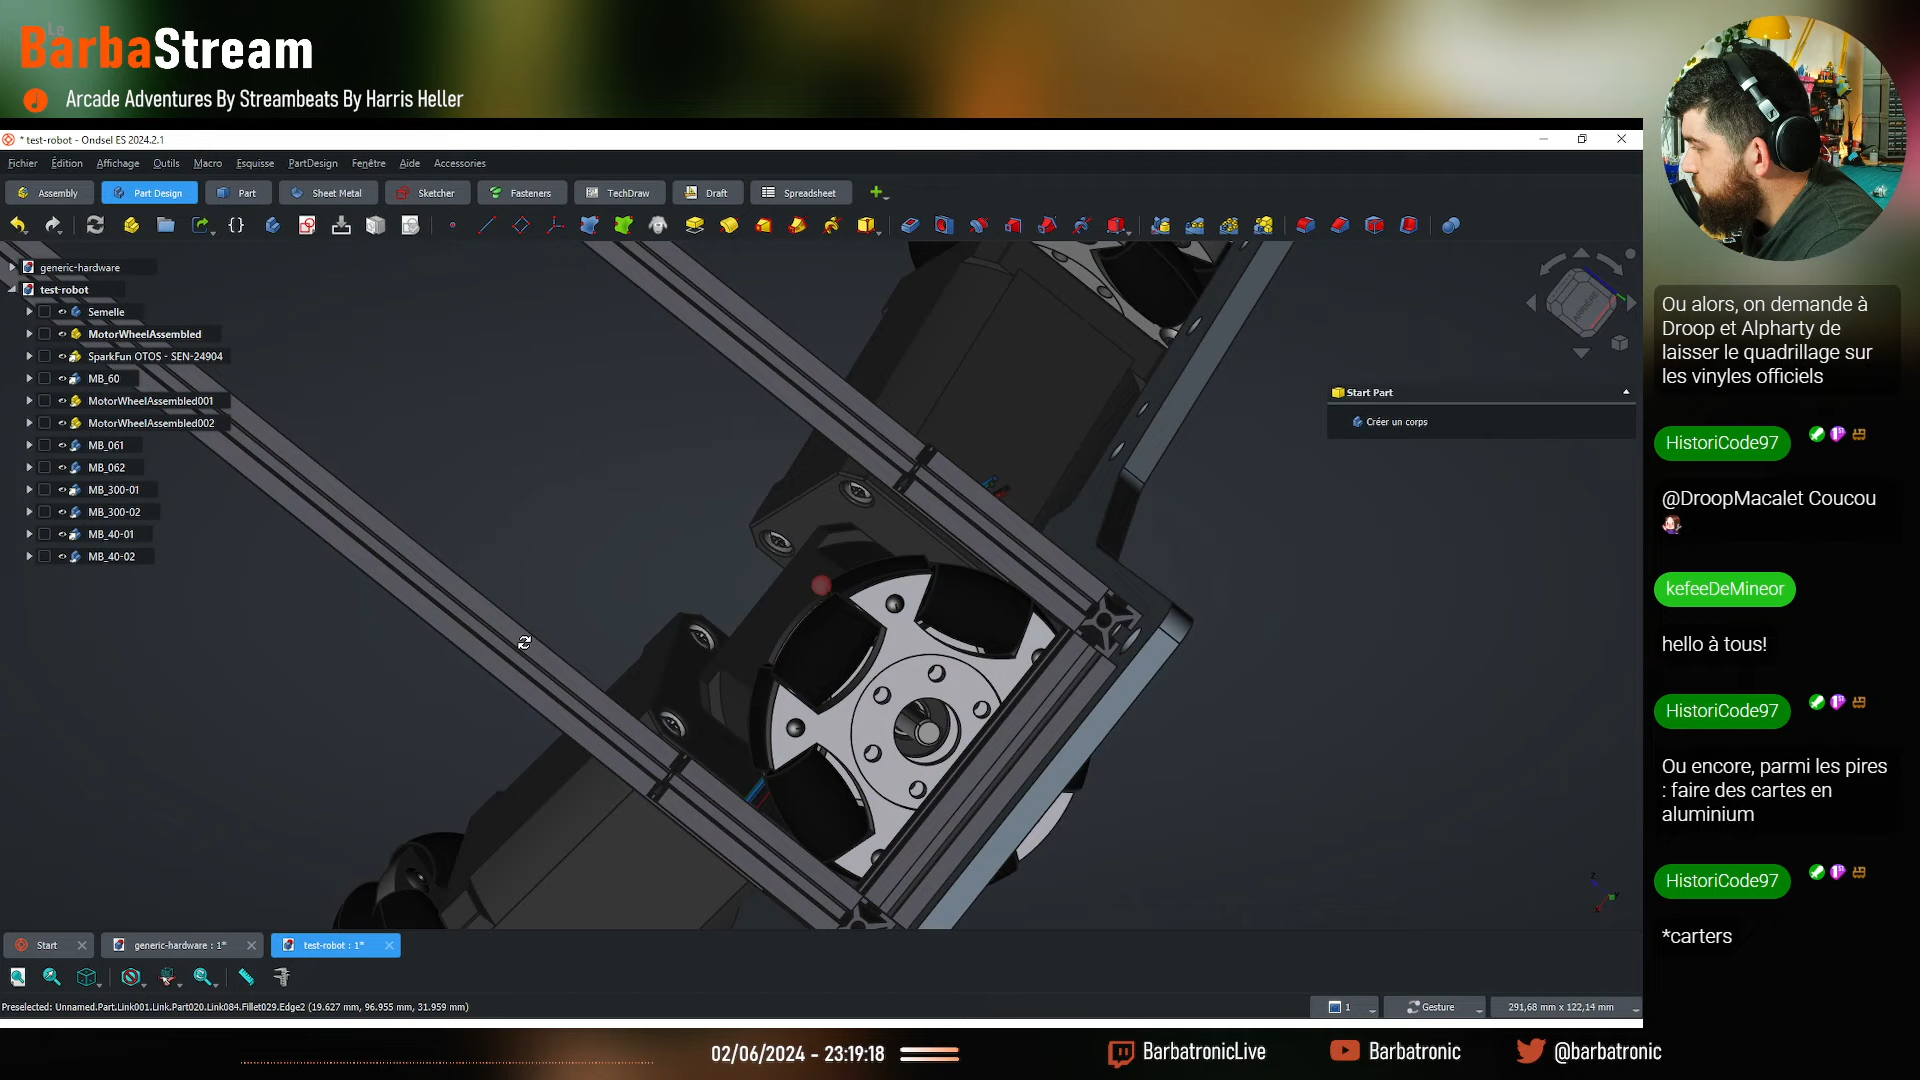 Le
BarbaStream
Arcade Adventures By Streambeats By Harris Heller
* test-robot - Ondsel ES 2024.2.1
Fichier Édition Affichage Outils Macro Esquisse PartDesign Fenêtre Aide Accessories
Assembly Part Design Part Sheet Metal Sketcher Fasteners TechDraw Draft Spreadsheet
generic-hardware
test-robot
Semelle
MotorWheelAssembled
SparkFun OTOS - SEN-24904
MB_60
MotorWheelAssembled001
MotorWheelAssembled002
MB_061
MB_062
MB_300-01
MB_300-02
MB_40-01
MB_40-02
Start Part
Créer un corps
Start generic-hardware : 1* test-robot : 1*
Preselected: Unnamed.Part.Link001.Link.Part020.Link084.Fillet029.Edge2 (19.627 mm, 96.955 mm, 31.959 mm)
1 Gesture 291,68 mm x 122,14 mm
Ou alors, on demande à
Droop et Alpharty de
laisser le quadrillage sur
les vinyles officiels
HistoriCode97
@DroopMacalet Coucou
kefeeDeMineor
hello à tous!
HistoriCode97
Ou encore, parmi les pires
: faire des cartes en
aluminium
HistoriCode97
*carters
02/06/2024 - 23:19:18 BarbatronicLive Barbatronic @barbatronic